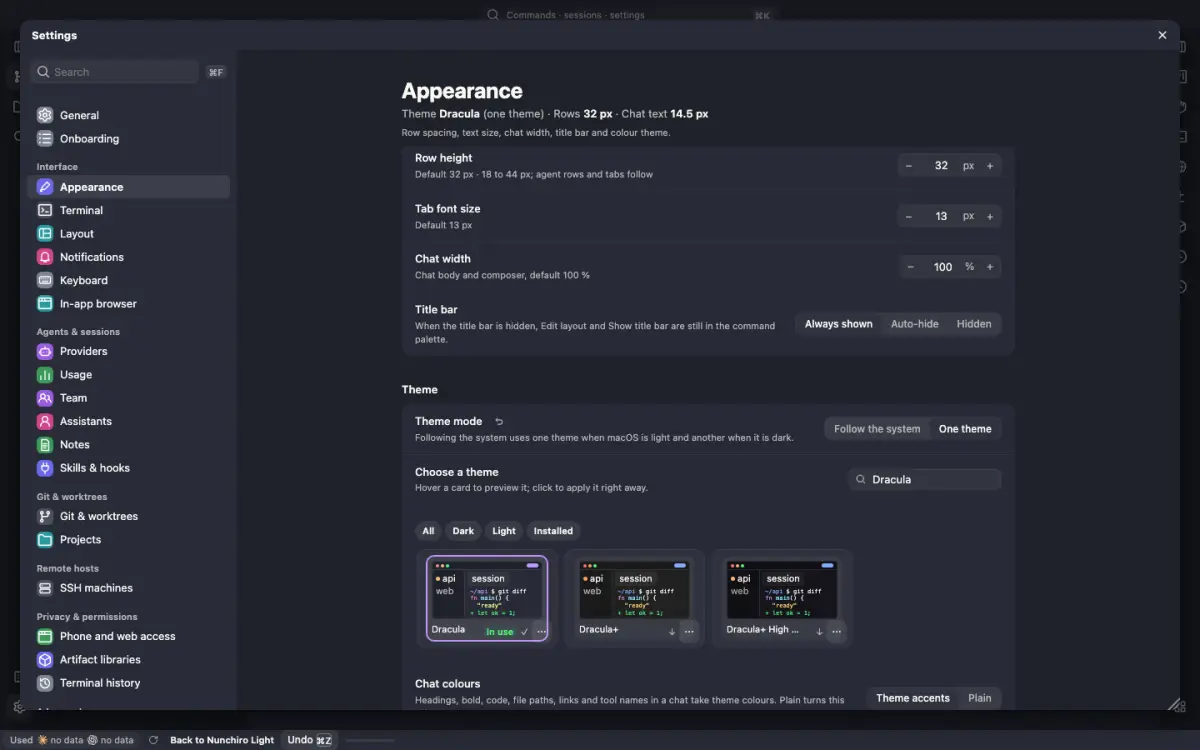 Commands · sessions · settings
⌘K
Settings
Search
⌘F
General
Onboarding
Interface
Appearance
Terminal
Layout
Notifications
Keyboard
In-app browser
Agents & sessions
Providers
Usage
Team
Assistants
Notes
Skills & hooks
Git & worktrees
Git & worktrees
Projects
Remote hosts
SSH machines
Privacy & permissions
Phone and web access
Artifact libraries
Terminal history
Appearance
Theme Dracula (one theme) · Rows 32 px · Chat text 14.5 px
Row spacing, text size, chat width, title bar and colour theme.
Row height
Default 32 px · 18 to 44 px; agent rows and tabs follow
− 32 px +
Tab font size
Default 13 px
− 13 px +
Chat width
Chat body and composer, default 100 %
− 100 % +
Title bar
When the title bar is hidden, Edit layout and Show title bar are still in the command
palette.
Always shown Auto-hide Hidden
Theme
Theme mode
Following the system uses one theme when macOS is light and another when it is dark.
Follow the system One theme
Choose a theme
Hover a card to preview it; click to apply it right away.
Dracula
All Dark Light Installed
api session
web
~/api $ git diff
fn main() {
"ready"
+ let ok = 1;
Dracula In use ✓ ...
api session
web
~/api $ git diff
fn main() {
"ready"
+ let ok = 1;
Dracula+ ↓ ...
api session
web
~/api $ git diff
fn main() {
"ready"
+ let ok = 1;
Dracula+ High ... ↓ ...
Chat colours
Headings, bold, code, file paths, links and tool names in a chat take theme colours. Plain turns this
Theme accents Plain
Used no data no data Back to Nunchiro Light Undo ⌘Z